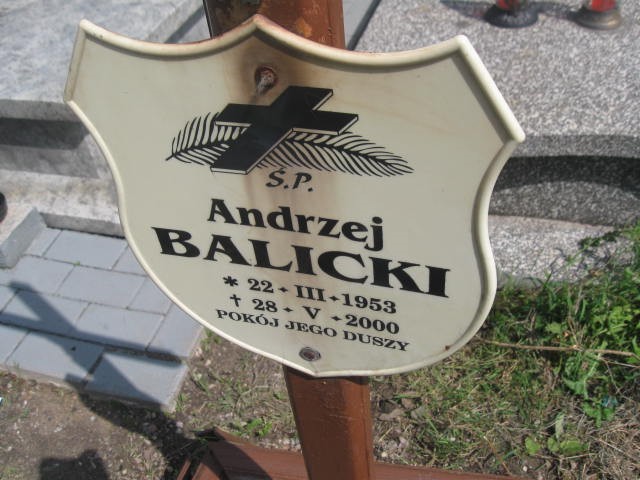 Ś.P.
Andrzej
BALICKI
* 22 • III • 1953
† 28 • V • 2000
POKÓJ JEGO DUSZY